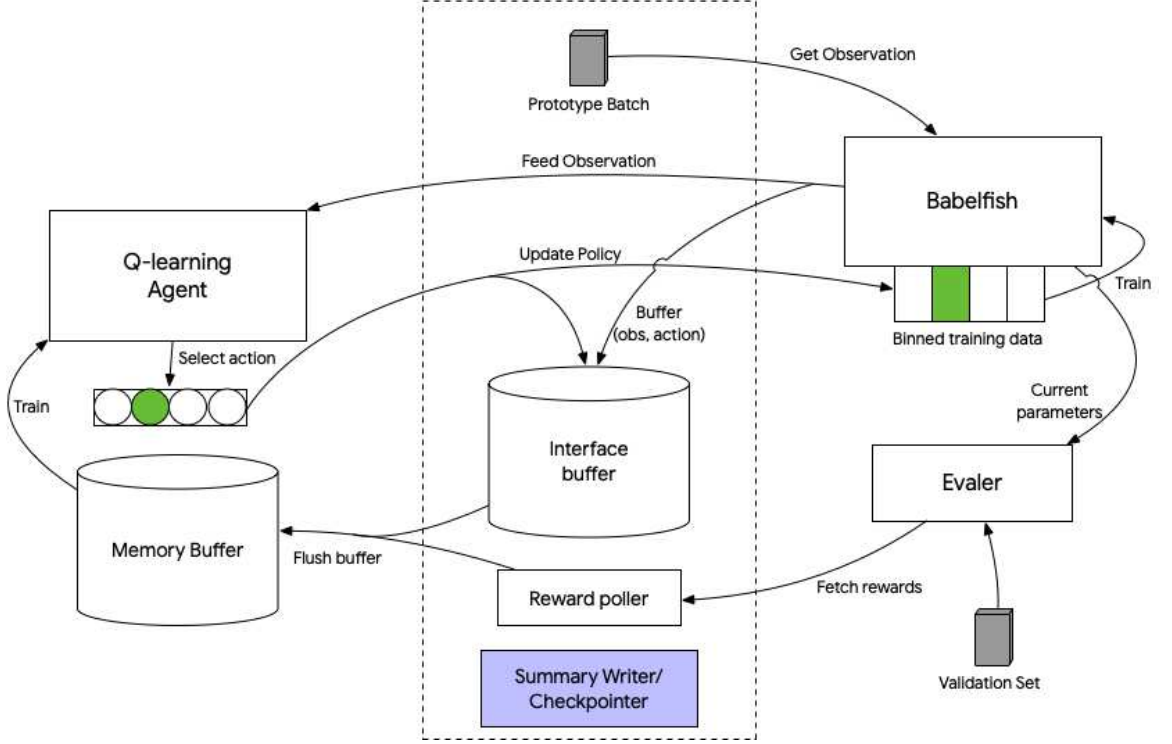 Get Observation
Prototype Batch
Feed Observation
Babelfish
Q-learning
Agent
Update Policy
Train
Buffer
(obs, action)
Binned training data
Select action
Train
Current
parameters
Interface
buffer
Evaler
Memory Buffer
Flush buffer
Reward poller
Fetch rewards
Summary Writer/
Checkpointer
Validation Set